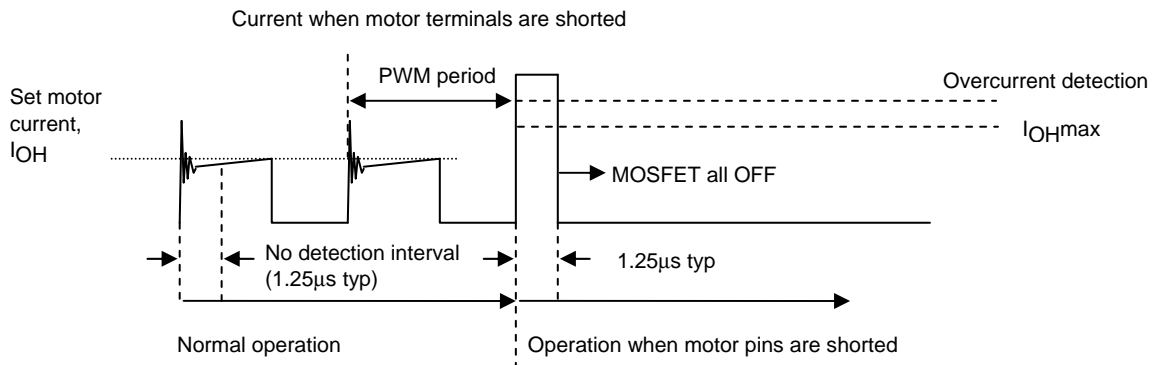 Current when motor terminals are shorted
PWM period
Overcurrent detection
Set motor
current,
IOH
IOHmax
MOSFET all OFF
No detection interval
(1.25μs typ)
1.25μs typ
Normal operation
Operation when motor pins are shorted